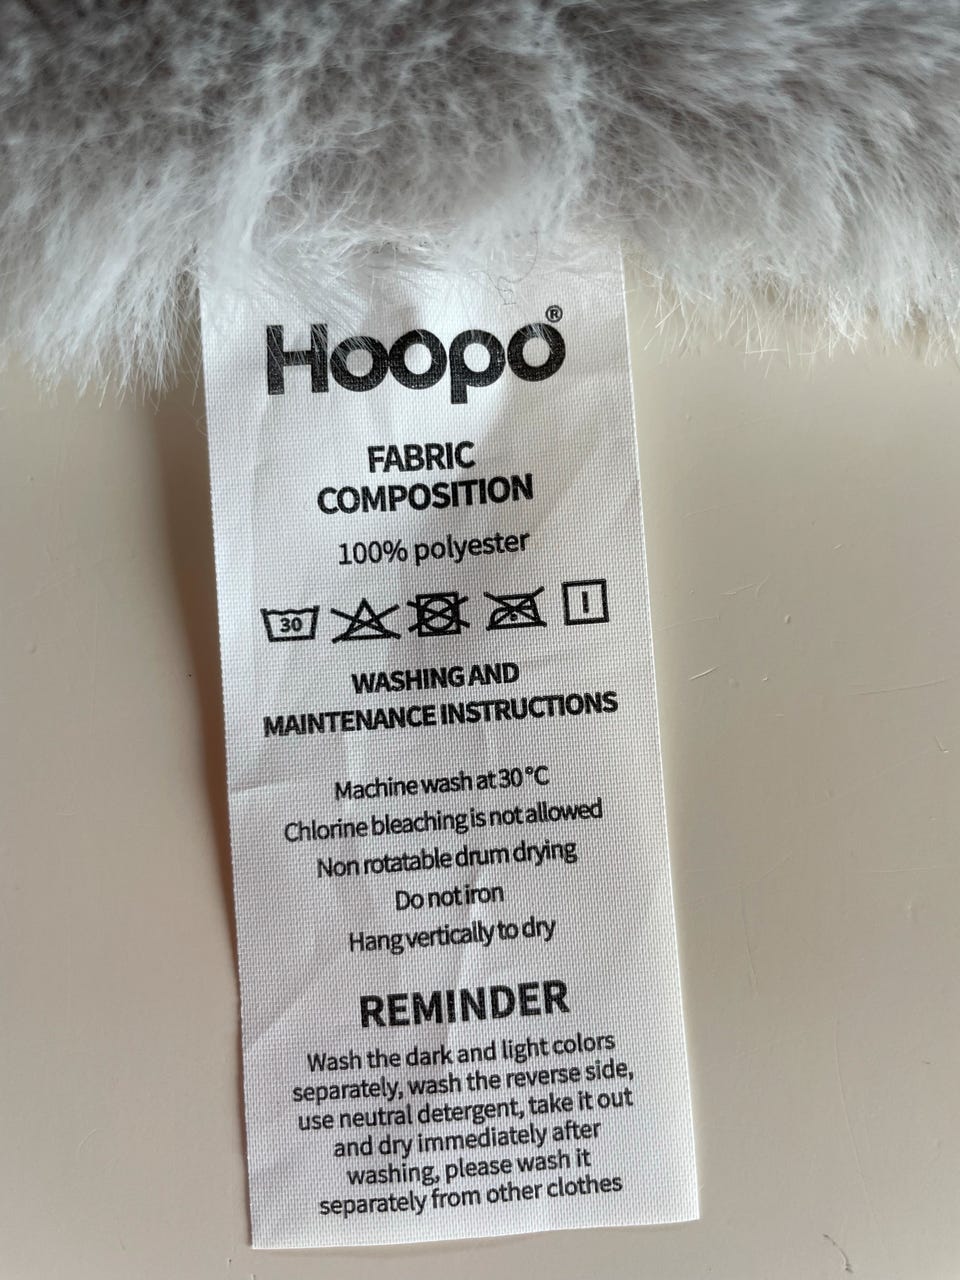 Hoopo®
FABRIC
COMPOSITION
100% polyester
30
WASHING AND
MAINTENANCE INSTRUCTIONS
Machine wash at 30°C
Chlorine bleaching is not allowed
Non rotatable drum drying
Do not iron
Hang vertically to dry
REMINDER
Wash the dark and light colors
separately, wash the reverse side,
use neutral detergent, take it out
and dry immediately after
washing, please wash it
separately from other clothes